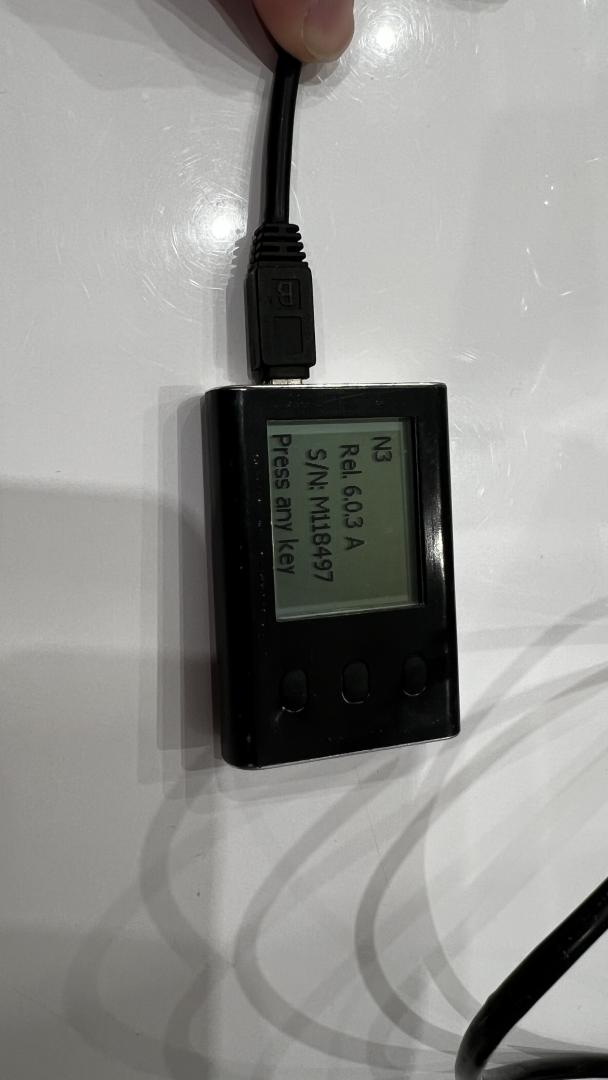 N3
Rel. 6.0.3 A
S/N: M118497
Press any key